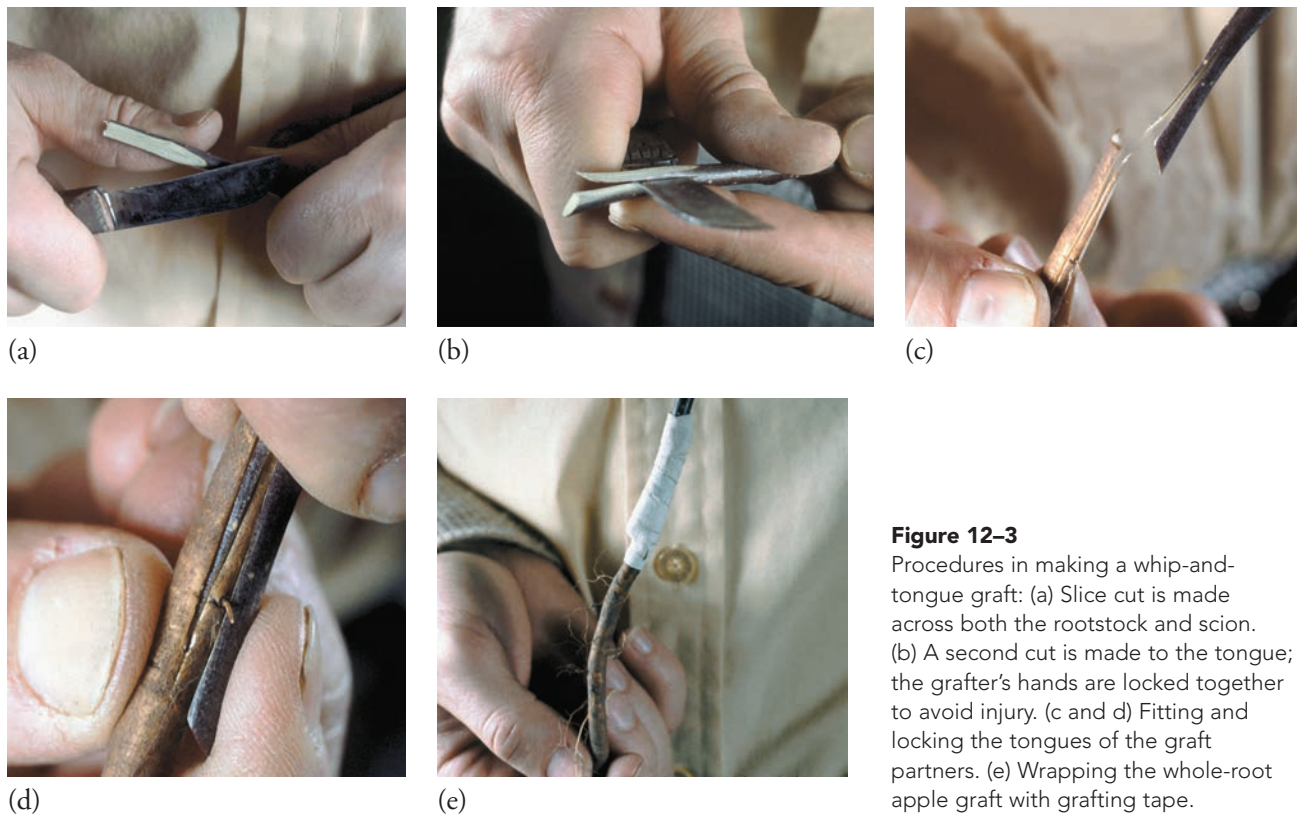 (a)
(b)
(c)
(d)
(e)
Figure 12–3
Procedures in making a whip-and-
tongue graft: (a) Slice cut is made
across both the rootstock and scion.
(b) A second cut is made to the tongue;
the grafter's hands are locked together
to avoid injury. (c and d) Fitting and
locking the tongues of the graft
partners. (e) Wrapping the whole-root
apple graft with grafting tape.